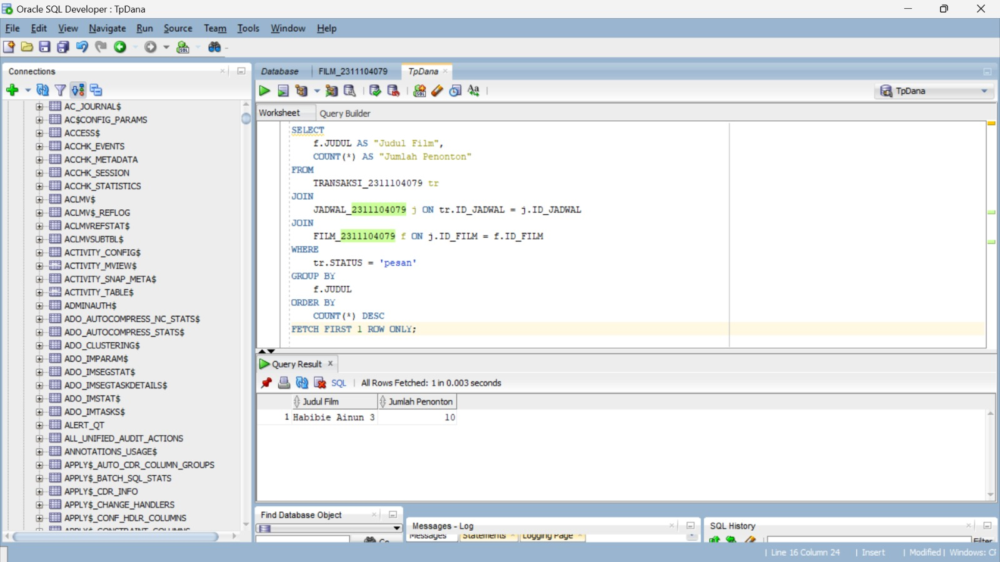 Oracle SQL Developer : TpDana
File Edit View Navigate Run Source Team Tools Window Help
Connections
AC_JOURNAL$
AC$CONFIG_PARAMS
ACCESS$
ACCHK_EVENTS
ACCHK_METADATA
ACCHK_SESSION
ACCHK_STATISTICS
ACLMV$
ACLMV$_REFLOG
ACLMVREFSTAT$
ACLMVSUBTBL$
ACTIVITY_CONFIG$
ACTIVITY_MVIEW$
ACTIVITY_SNAP_META$
ACTIVITY_TABLE$
ADMINAUTH$
ADO_AUTOCOMPRESS_NC_STATS$
ADO_AUTOCOMPRESS_STATS$
ADO_CLUSTERING$
ADO_IMPARAM$
ADO_IMSEGSTAT$
ADO_IMSEGTASKDETAILS$
ADO_IMSTAT$
ADO_IMTASKS$
ALERT_QT
ALL_UNIFIED_AUDIT_ACTIONS
ANNOTATIONS_USAGE$
APPLY$_AUTO_CDR_COLUMN_GROUPS
APPLY$_BATCH_SQL_STATS
APPLY$_CDR_INFO
APPLY$_CHANGE_HANDLERS
APPLY$_CONF_HDLR_COLUMNS
Database FILM_2311104079 TpDana
TpDana
Worksheet Query Builder
SELECT
f.JUDUL AS "Judul Film",
COUNT(*) AS "Jumlah Penonton"
FROM
TRANSAKSI_2311104079 tr
JOIN
JADWAL_2311104079 j ON tr.ID_JADWAL = j.ID_JADWAL
JOIN
FILM_2311104079 f ON j.ID_FILM = f.ID_FILM
WHERE
tr.STATUS = 'pesan'
GROUP BY
f.JUDUL
ORDER BY
COUNT(*) DESC
FETCH FIRST 1 ROW ONLY;
Query Result
SQL | All Rows Fetched: 1 in 0.003 seconds
Judul Film Jumlah Penonton
1 Habibie Ainun 3 10
Find Database Object
Messages - Log
Messages Statements Logging Page
SQL History
Filter
Line 16 Column 24 | Insert | Modified | Windows: